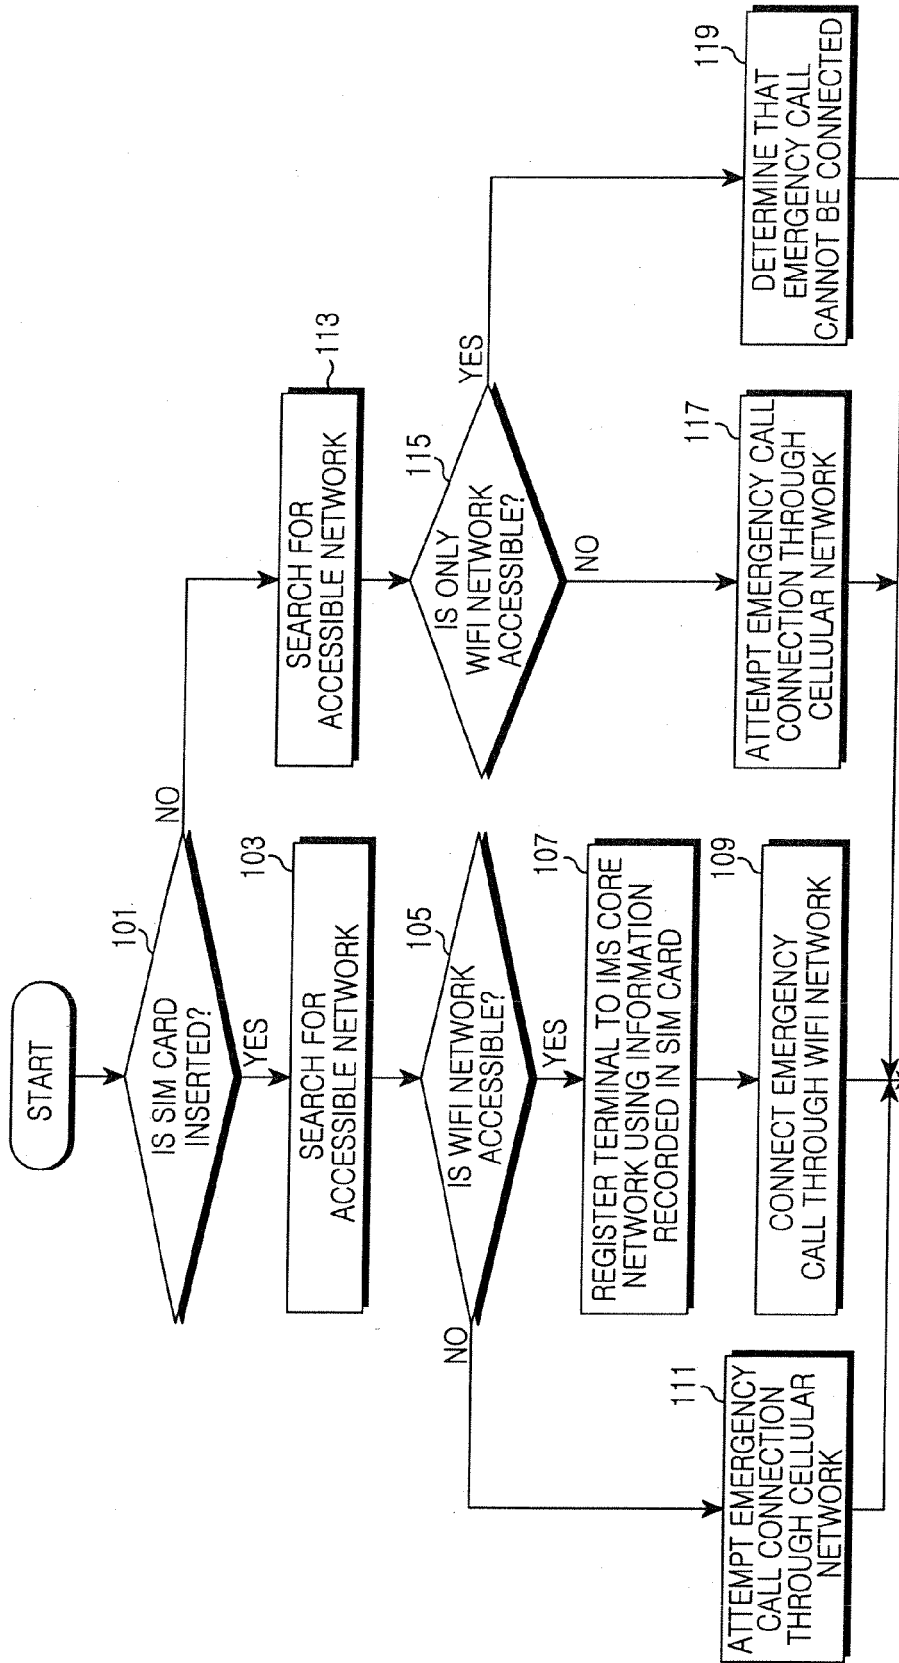 START
101
IS SIM CARD
INSERTED?
NO
YES
103
SEARCH FOR
ACCESSIBLE NETWORK
105
IS WIFI NETWORK
ACCESSIBLE?
NO
YES
107
REGISTER TERMINAL TO IMS CORE
NETWORK USING INFORMATION
RECORDED IN SIM CARD
109
CONNECT EMERGENCY
CALL THROUGH WIFI NETWORK
111
ATTEMPT EMERGENCY
CALL CONNECTION
THROUGH CELLULAR
NETWORK
113
SEARCH FOR
ACCESSIBLE NETWORK
115
IS ONLY
WIFI NETWORK
ACCESSIBLE?
YES
NO
117
ATTEMPT EMERGENCY CALL
CONNECTION THROUGH
CELLULAR NETWORK
119
DETERMINE THAT
EMERGENCY CALL
CANNOT BE CONNECTED